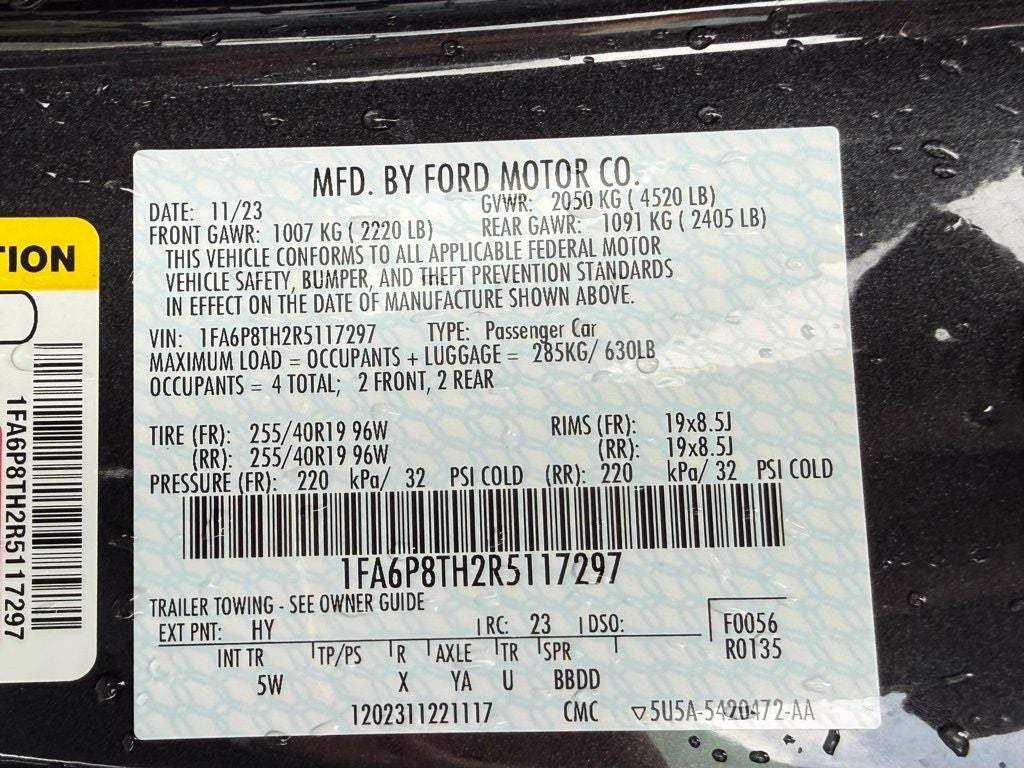 MFD. BY FORD MOTOR CO.
DATE: 11/23 GVWR: 2050 KG ( 4520 LB)
FRONT GAWR: 1007 KG ( 2220 LB) REAR GAWR: 1091 KG ( 2405 LB)
THIS VEHICLE CONFORMS TO ALL APPLICABLE FEDERAL MOTOR
VEHICLE SAFETY, BUMPER, AND THEFT PREVENTION STANDARDS
IN EFFECT ON THE DATE OF MANUFACTURE SHOWN ABOVE.
VIN: 1FA6P8TH2R5117297 TYPE: Passenger Car
MAXIMUM LOAD = OCCUPANTS + LUGGAGE = 285KG/ 630LB
OCCUPANTS = 4 TOTAL; 2 FRONT, 2 REAR
TIRE (FR): 255/40R19 96W RIMS (FR): 19x8.5J
(RR): 255/40R19 96W (RR): 19x8.5J
PRESSURE (FR): 220 kPa/ 32 PSI COLD (RR): 220 kPa/ 32 PSI COLD
1FA6P8TH2R5117297
TRAILER TOWING - SEE OWNER GUIDE
EXT PNT: HY RC: 23 DSO: F0056
INT TR TP/PS R AXLE TR SPR R0135
5W X YA U BBDD
1202311221117 CMC ▽5U5A-5420472-AA
TION
1FA6P8TH2R5117297